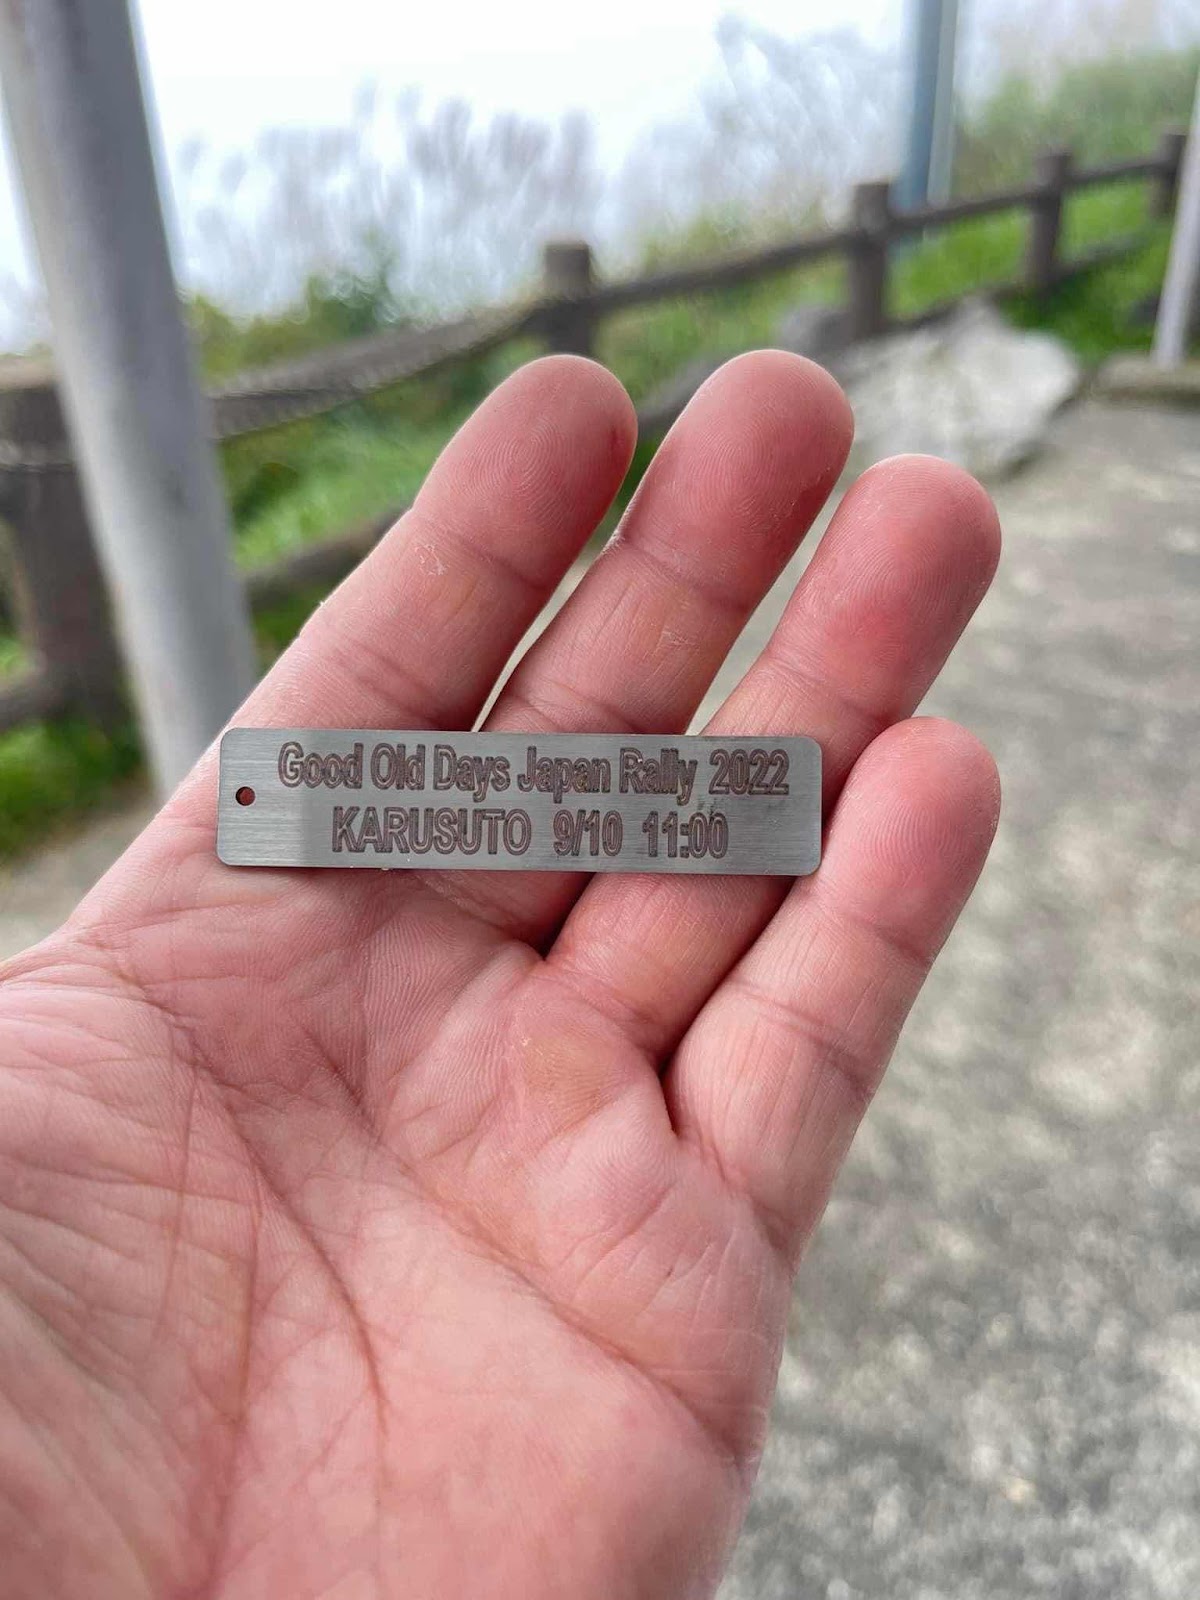 Good Old Days Japan Rally 2022
KARUSUTO 9/10 11:00